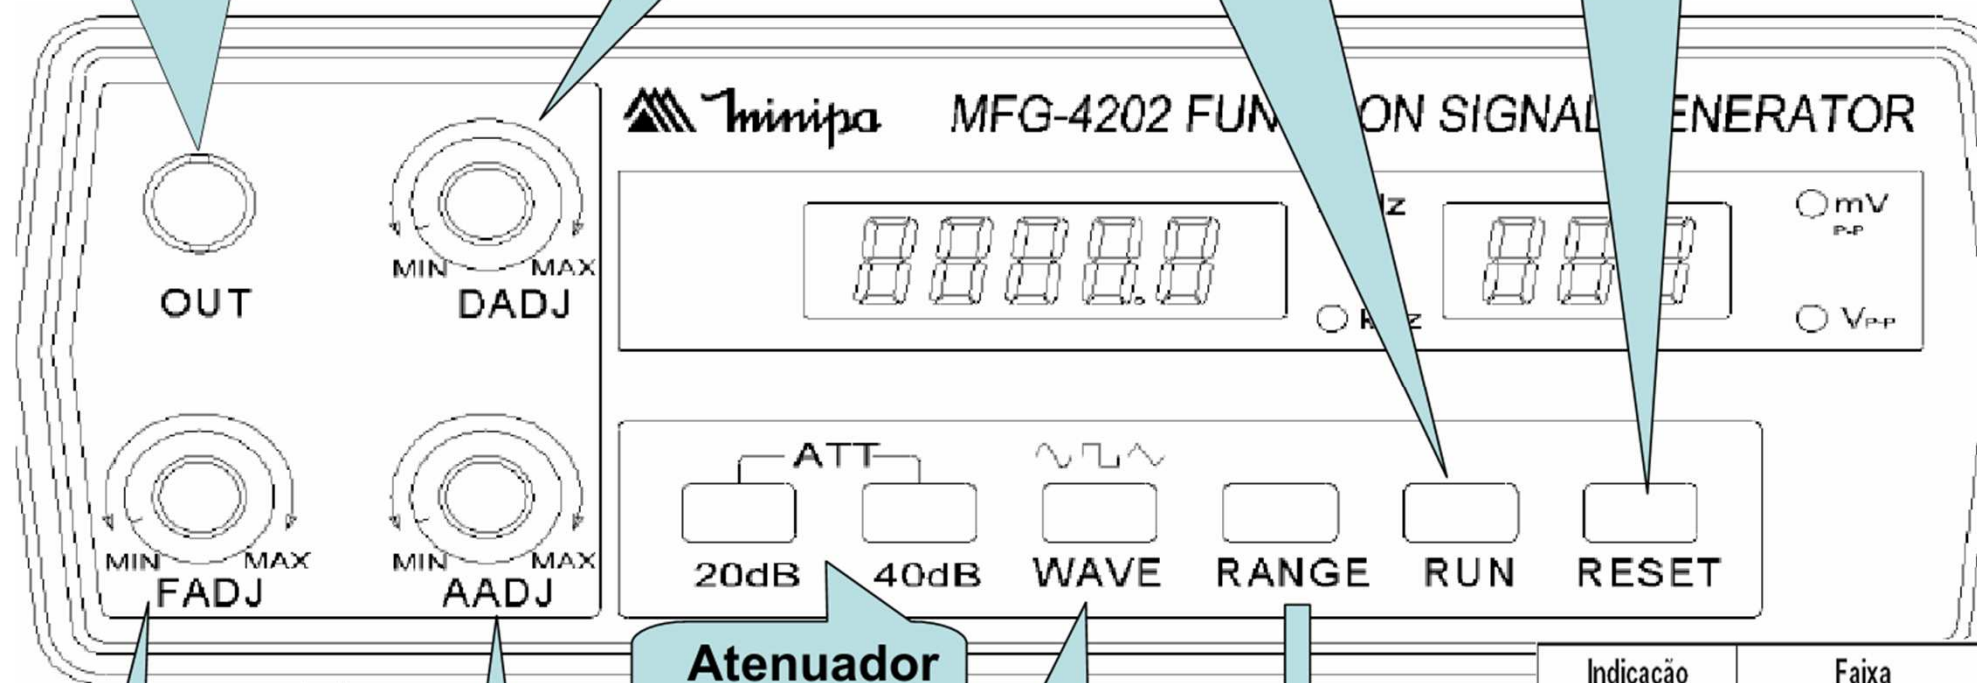 minipa MFG-4202 FUN ON SIGNAL ENERATOR
z
mV
P-P
z
VP-P
MIN MAX
OUT DADJ
ATT
MIN MAX MIN MAX
FADJ AADJ
20dB 40dB WAVE RANGE RUN RESET
Atenuador
Indicação Faixa